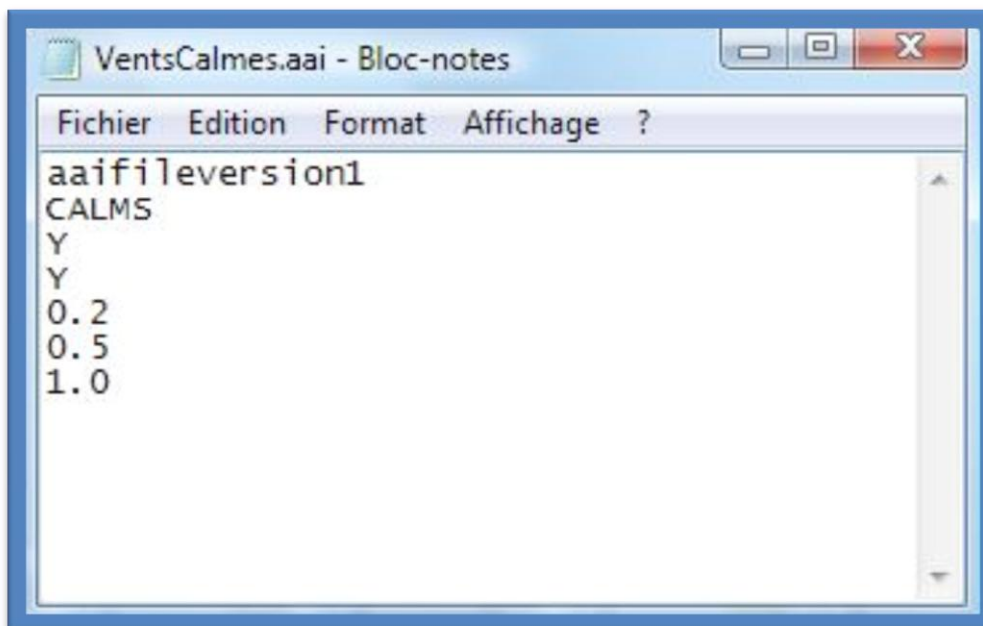 VentsCalmes.aai - Bloc-notes
Fichier Edition Format Affichage ?
aaifileversion1
CALMS
Y
Y
0.2
0.5
1.0